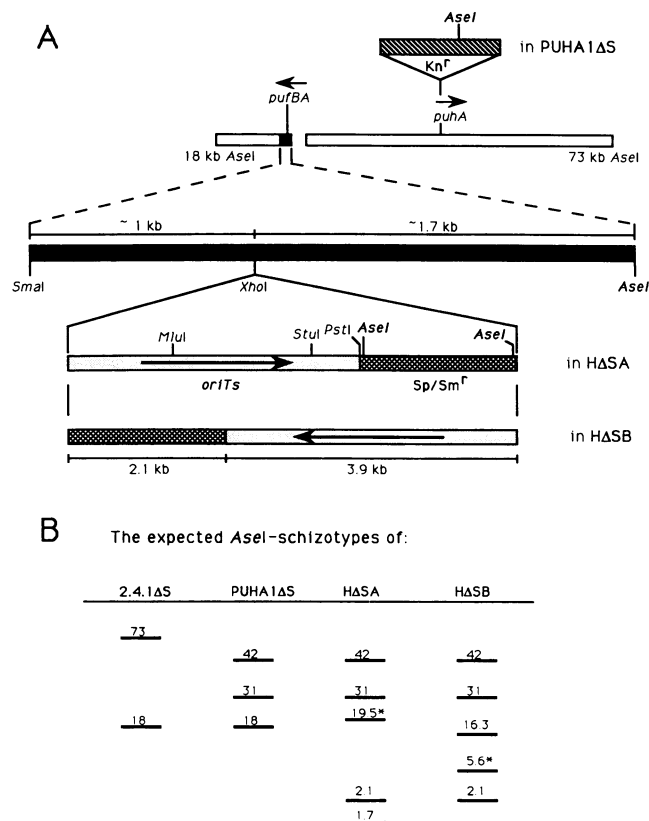 A
AseI
in PUHA1ΔS
Knʳ
pufBA
puhA
18 kb AseI
73 kb AseI
~ 1 kb
~1.7 kb
SmaI
XhoI
AseI
MluI
StuI
PstI
AseI
AseI
in HΔSA
oriTs
Sp/Smʳ
in HΔSB
2.1 kb
3.9 kb
B
The expected AseI-schizotypes of:
2.4.1ΔS PUHA1ΔS HΔSA HΔSB
73
42 42 42
31 31 31
19.5*
18 18
16.3
5.6*
2.1 2.1
1.7